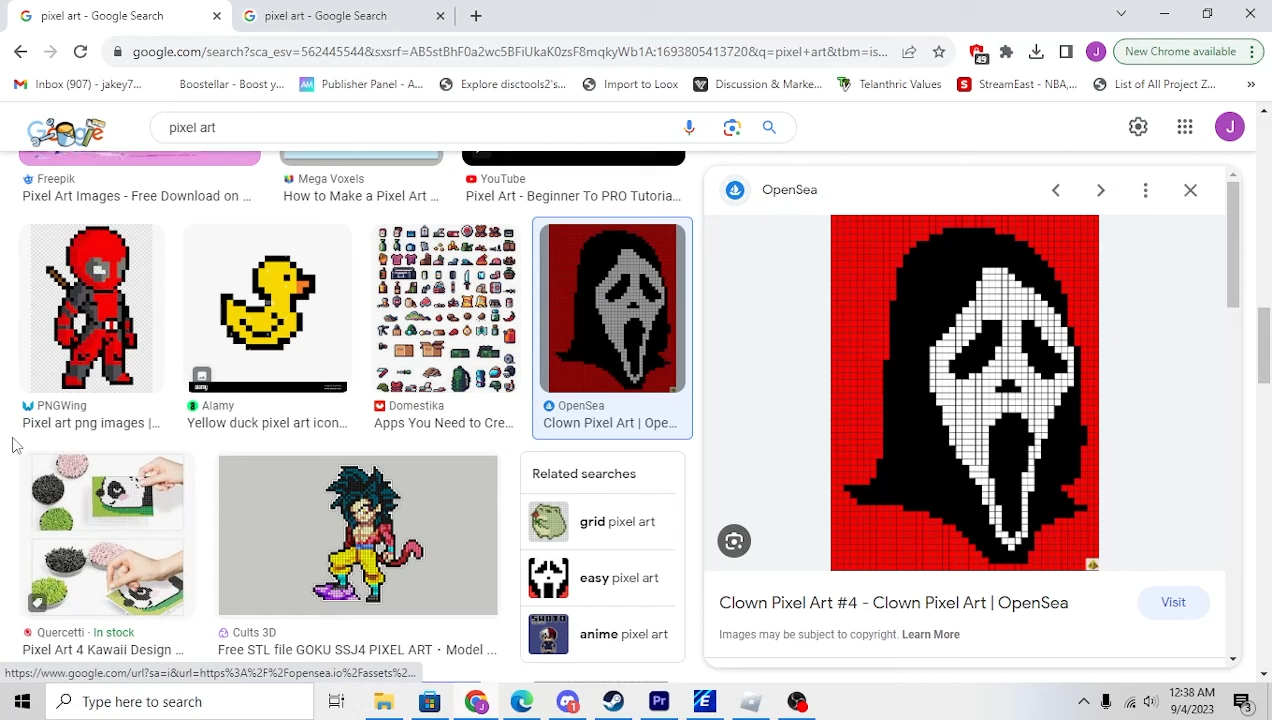 pixel art - Google Search
pixel art - Google Search
google.com/search?sca_esv=562445544&sxsrf=AB5stBhF0a2wc5BFiUkaK0zsF8mqkyWb1A:1693805413720&q=pixel+art&tbm=is...
49
J
New Chrome available
Inbox (907) - jakey7...
Boostellar - Boost y...
AM
Publisher Panel - A...
Explore disctools2's...
Import to Loox
Discussion & Marke...
Telanthric Values
StreamEast - NBA,...
List of All Project Z...
»
Google
pixel art
J
Freepik
Pixel Art Images - Free Download on ...
Mega Voxels
How to Make a Pixel Art ...
YouTube
Pixel Art - Beginner To PRO Tutoria...
OpenSea
alamy
PNGWing
Pixel art png images |...
Alamy
Yellow duck pixel art icon...
Domestika
Apps You Need to Cre...
OpenSea
Clown Pixel Art | Ope...
Related searches
grid pixel art
easy pixel art
SHOTO
anime pixel art
Quercetti · In stock
Pixel Art 4 Kawaii Design ...
Cults 3D
Free STL file GOKU SSJ4 PIXEL ART・Model ...
Clown Pixel Art #4 - Clown Pixel Art | OpenSea
Visit
Images may be subject to copyright. Learn More
https://www.google.com/url?sa=i&url=https%3A%2F%2Fopensea.io%2Fassets%2...
Type here to search
1
Pr
E
12:38 AM
9/4/2023
3